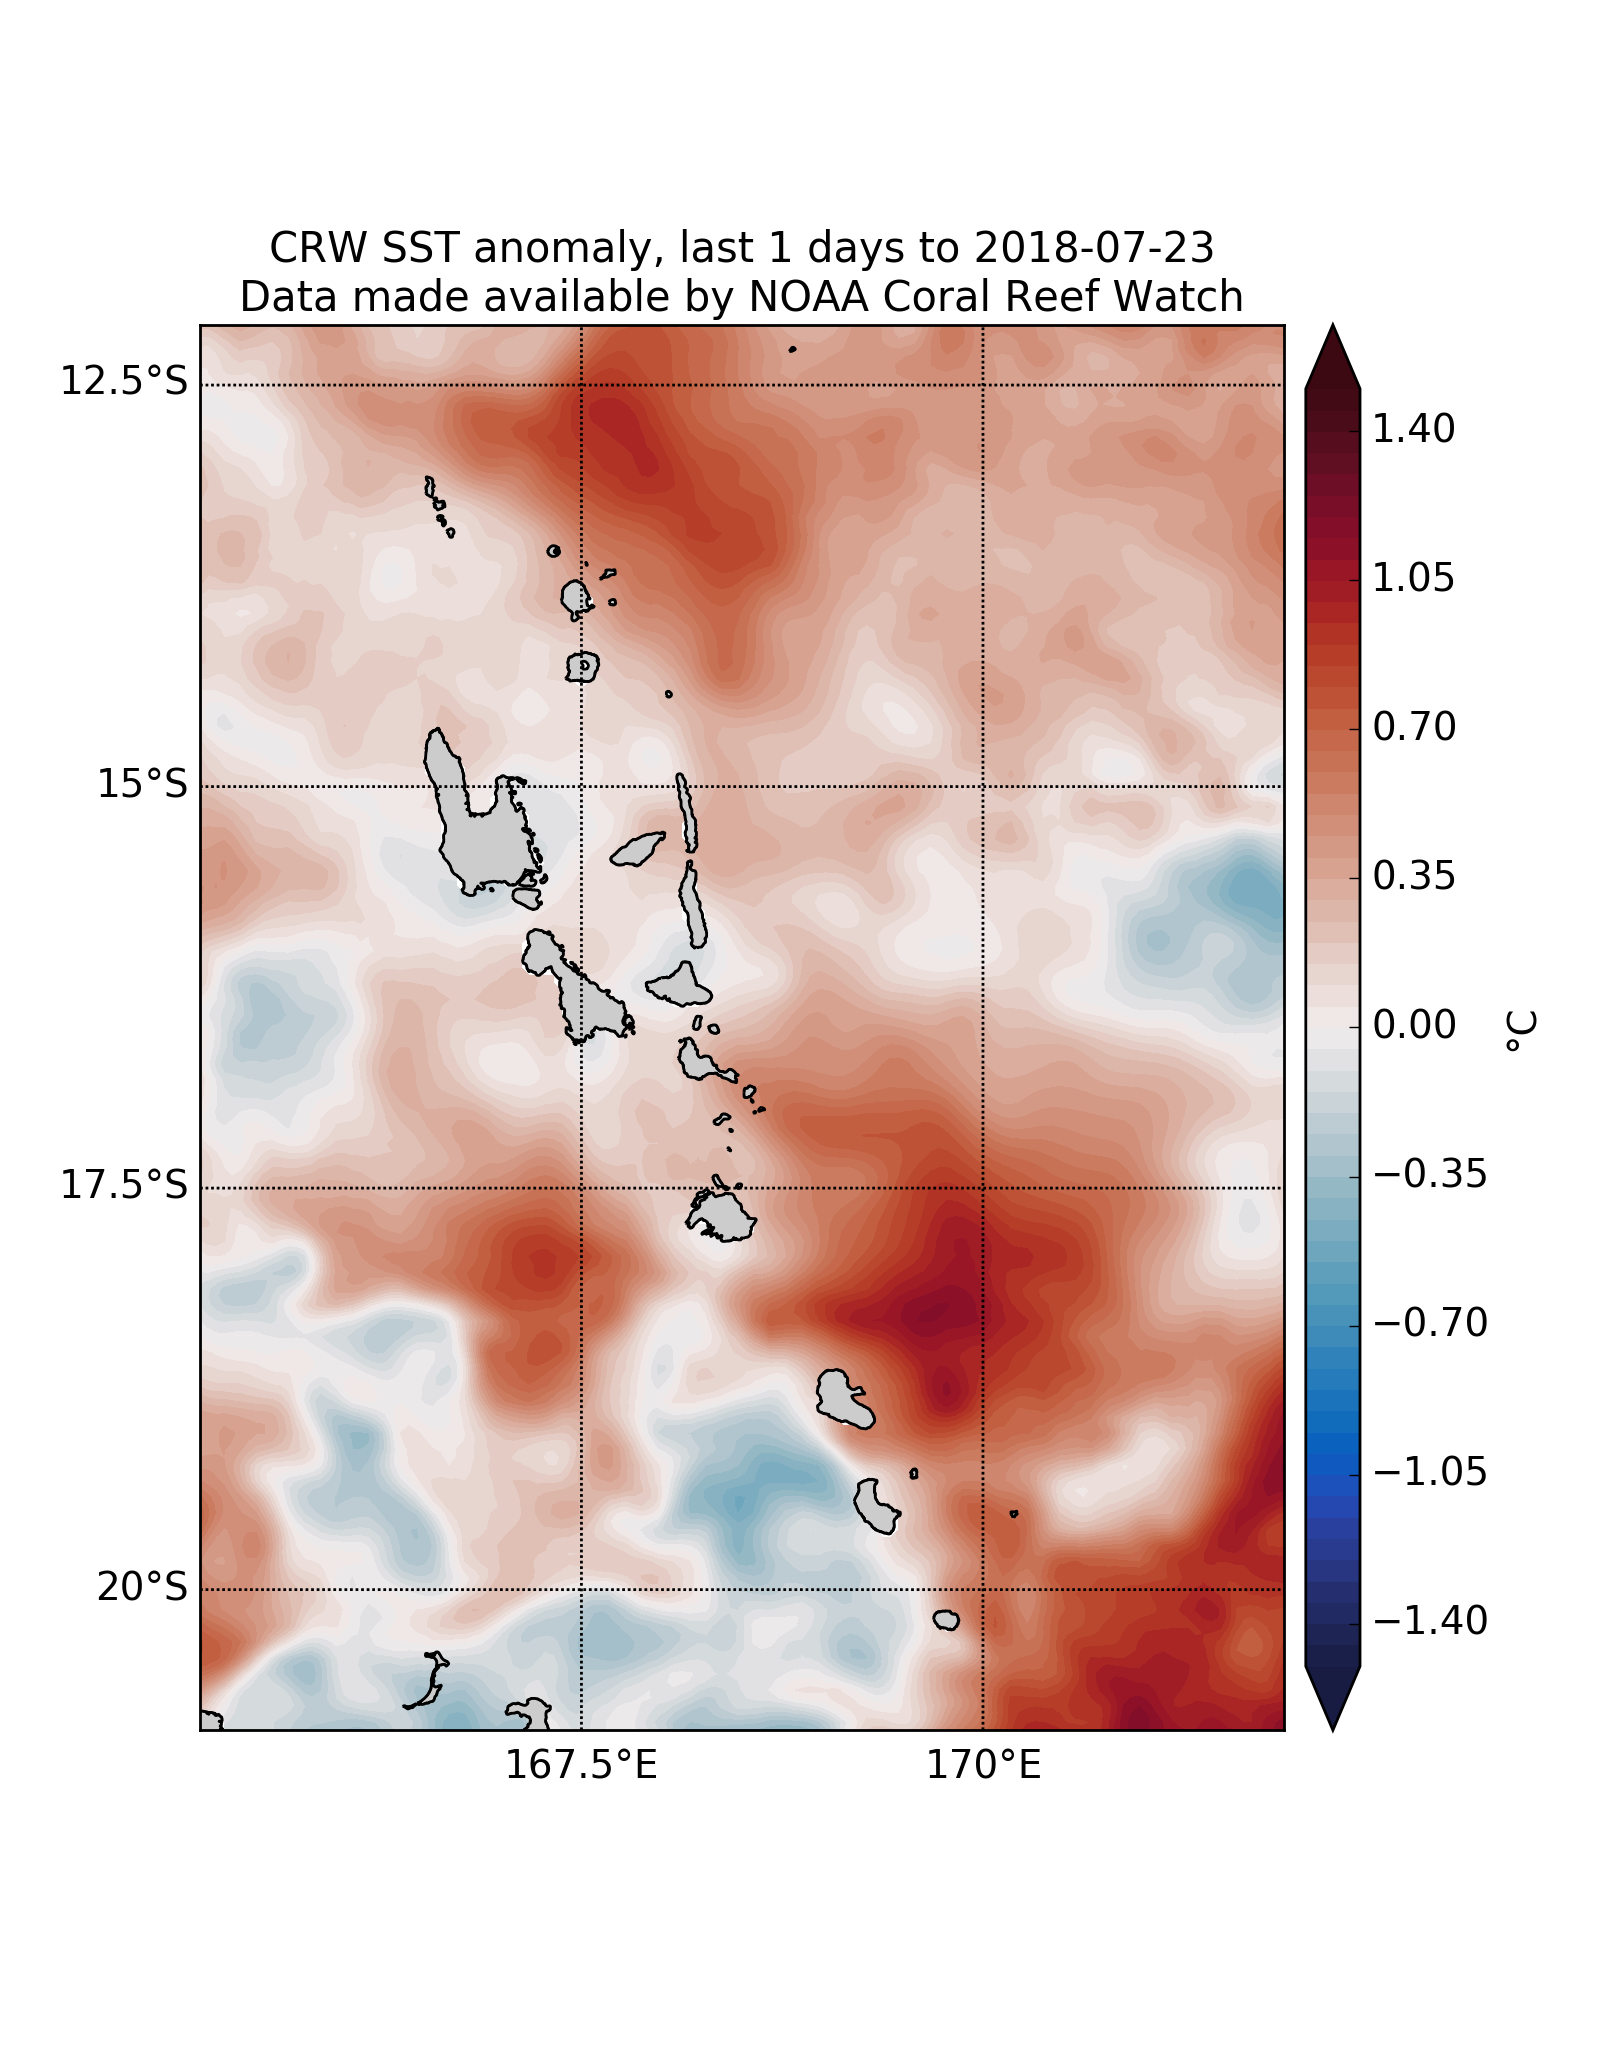 CRW SST anomaly, last 1 days to 2018-07-23
Data made available by NOAA Coral Reef Watch
12.5°S
15°S
17.5°S
20°S
167.5°E
170°E
1.40
1.05
0.70
0.35
0.00
−0.35
−0.70
−1.05
−1.40
°C